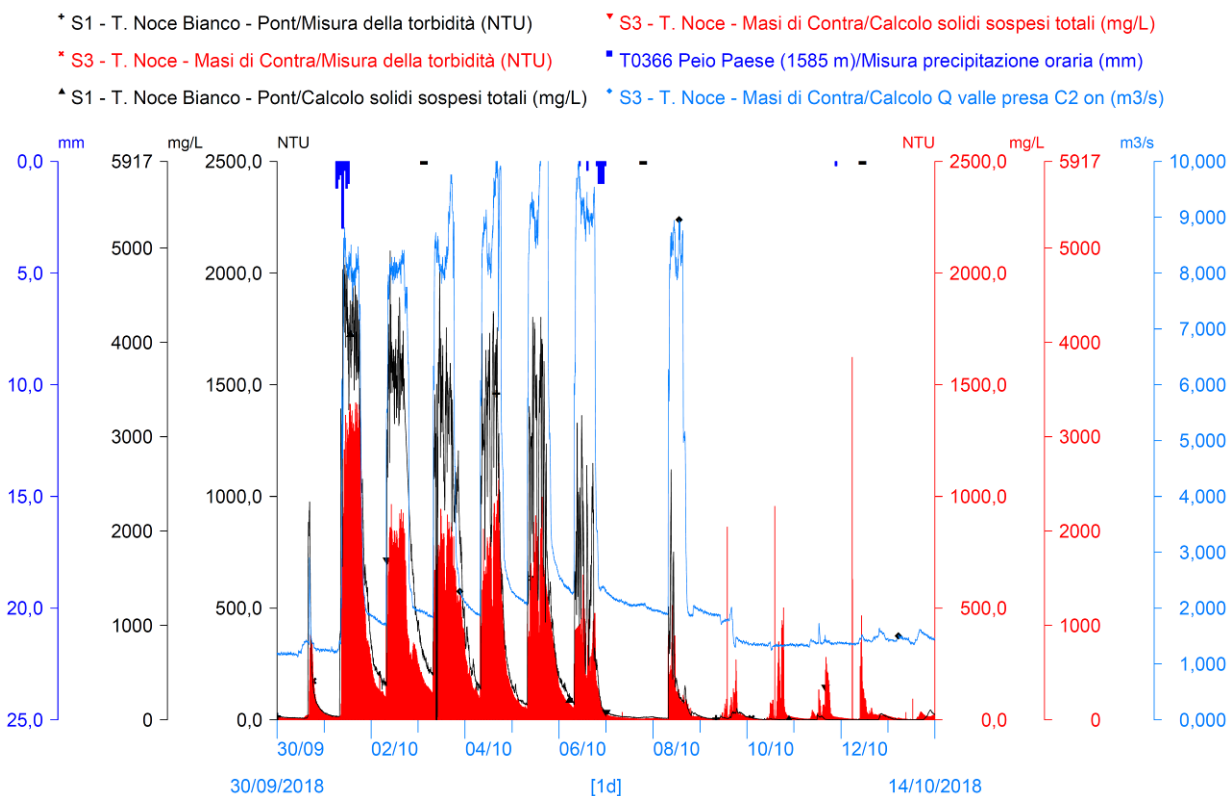 S1 - T. Noce Bianco - Pont/Misura della torbidità (NTU)
S3 - T. Noce - Masi di Contra/Calcolo solidi sospesi totali (mg/L)
S3 - T. Noce - Masi di Contra/Misura della torbidità (NTU)
T0366 Peio Paese (1585 m)/Misura precipitazione oraria (mm)
S1 - T. Noce Bianco - Pont/Calcolo solidi sospesi totali (mg/L)
S3 - T. Noce - Masi di Contra/Calcolo Q valle presa C2 on (m3/s)
mm mg/L NTU NTU mg/L m3/s
0,0 5917 2500,0 2500,0 5917 10,000
9,000
5000 5000
5,0 2000,0 2000,0 8,000
4000 4000 7,000
10,0 1500,0 1500,0 6,000
3000 3000 5,000
15,0 1000,0 1000,0 4,000
2000 2000
3,000
20,0 500,0 500,0 2,000
1000 1000
1,000
25,0 0 0,0 0,0 0 0,000
30/09 02/10 04/10 06/10 08/10 10/10 12/10
30/09/2018 [1d] 14/10/2018